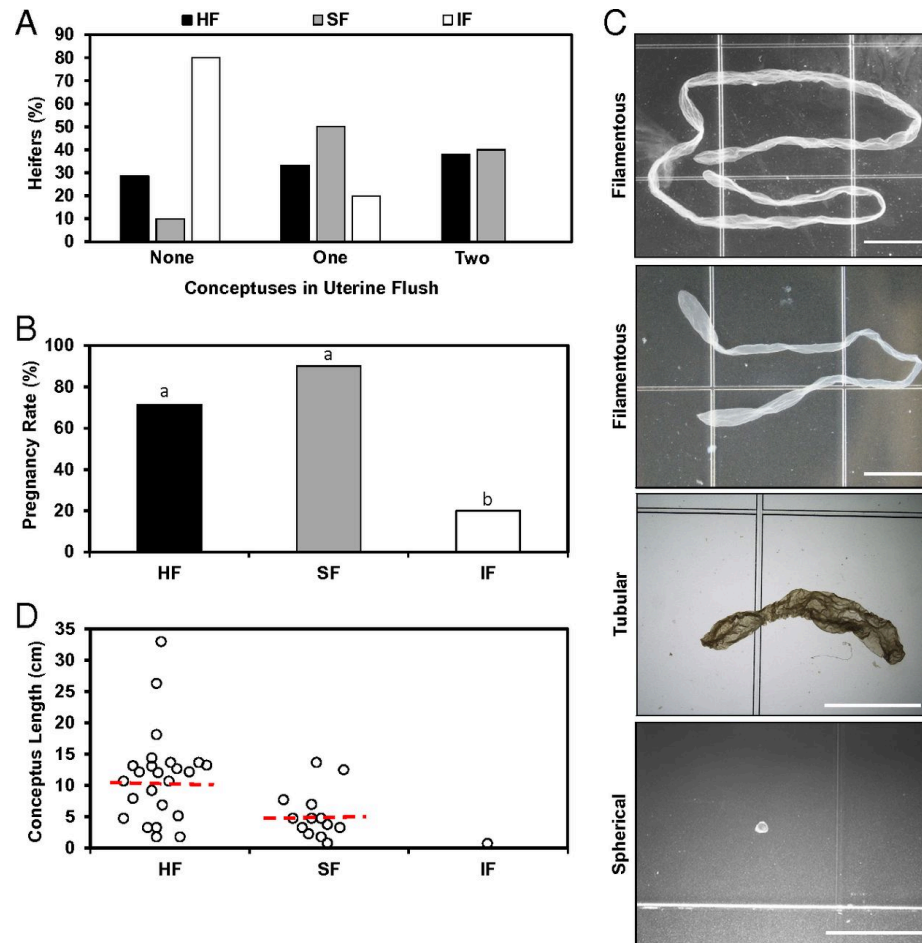 A
HF SF IF
Heifers (%)
90
80
70
60
50
40
30
20
10
0
None One Two
Conceptuses in Uterine Flush
B
Pregnancy Rate (%)
100
80
60
40
20
0
a
a
b
HF SF IF
D
Conceptus Length (cm)
35
30
25
20
15
10
5
0
HF SF IF
C
Filamentous
Filamentous
Tubular
Spherical